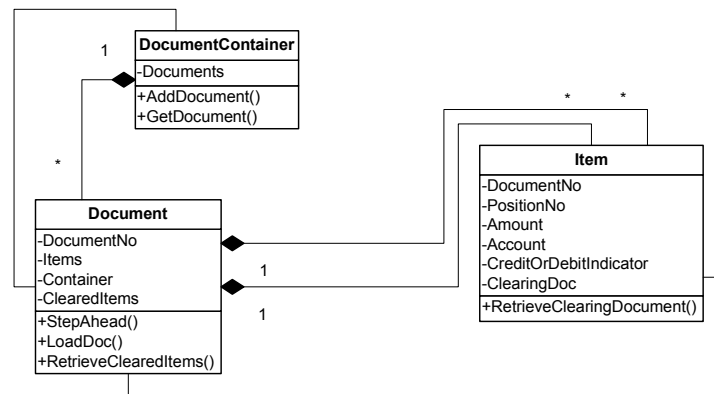 DocumentContainer
1
-Documents
+AddDocument()
+GetDocument()
*
*
*
Item
-DocumentNo
-PositionNo
-Amount
-Account
-CreditOrDebitIndicator
-ClearingDoc
+RetrieveClearingDocument()
Document
-DocumentNo
-Items
-Container
-ClearedItems
+StepAhead()
+LoadDoc()
+RetrieveClearedItems()
1
1